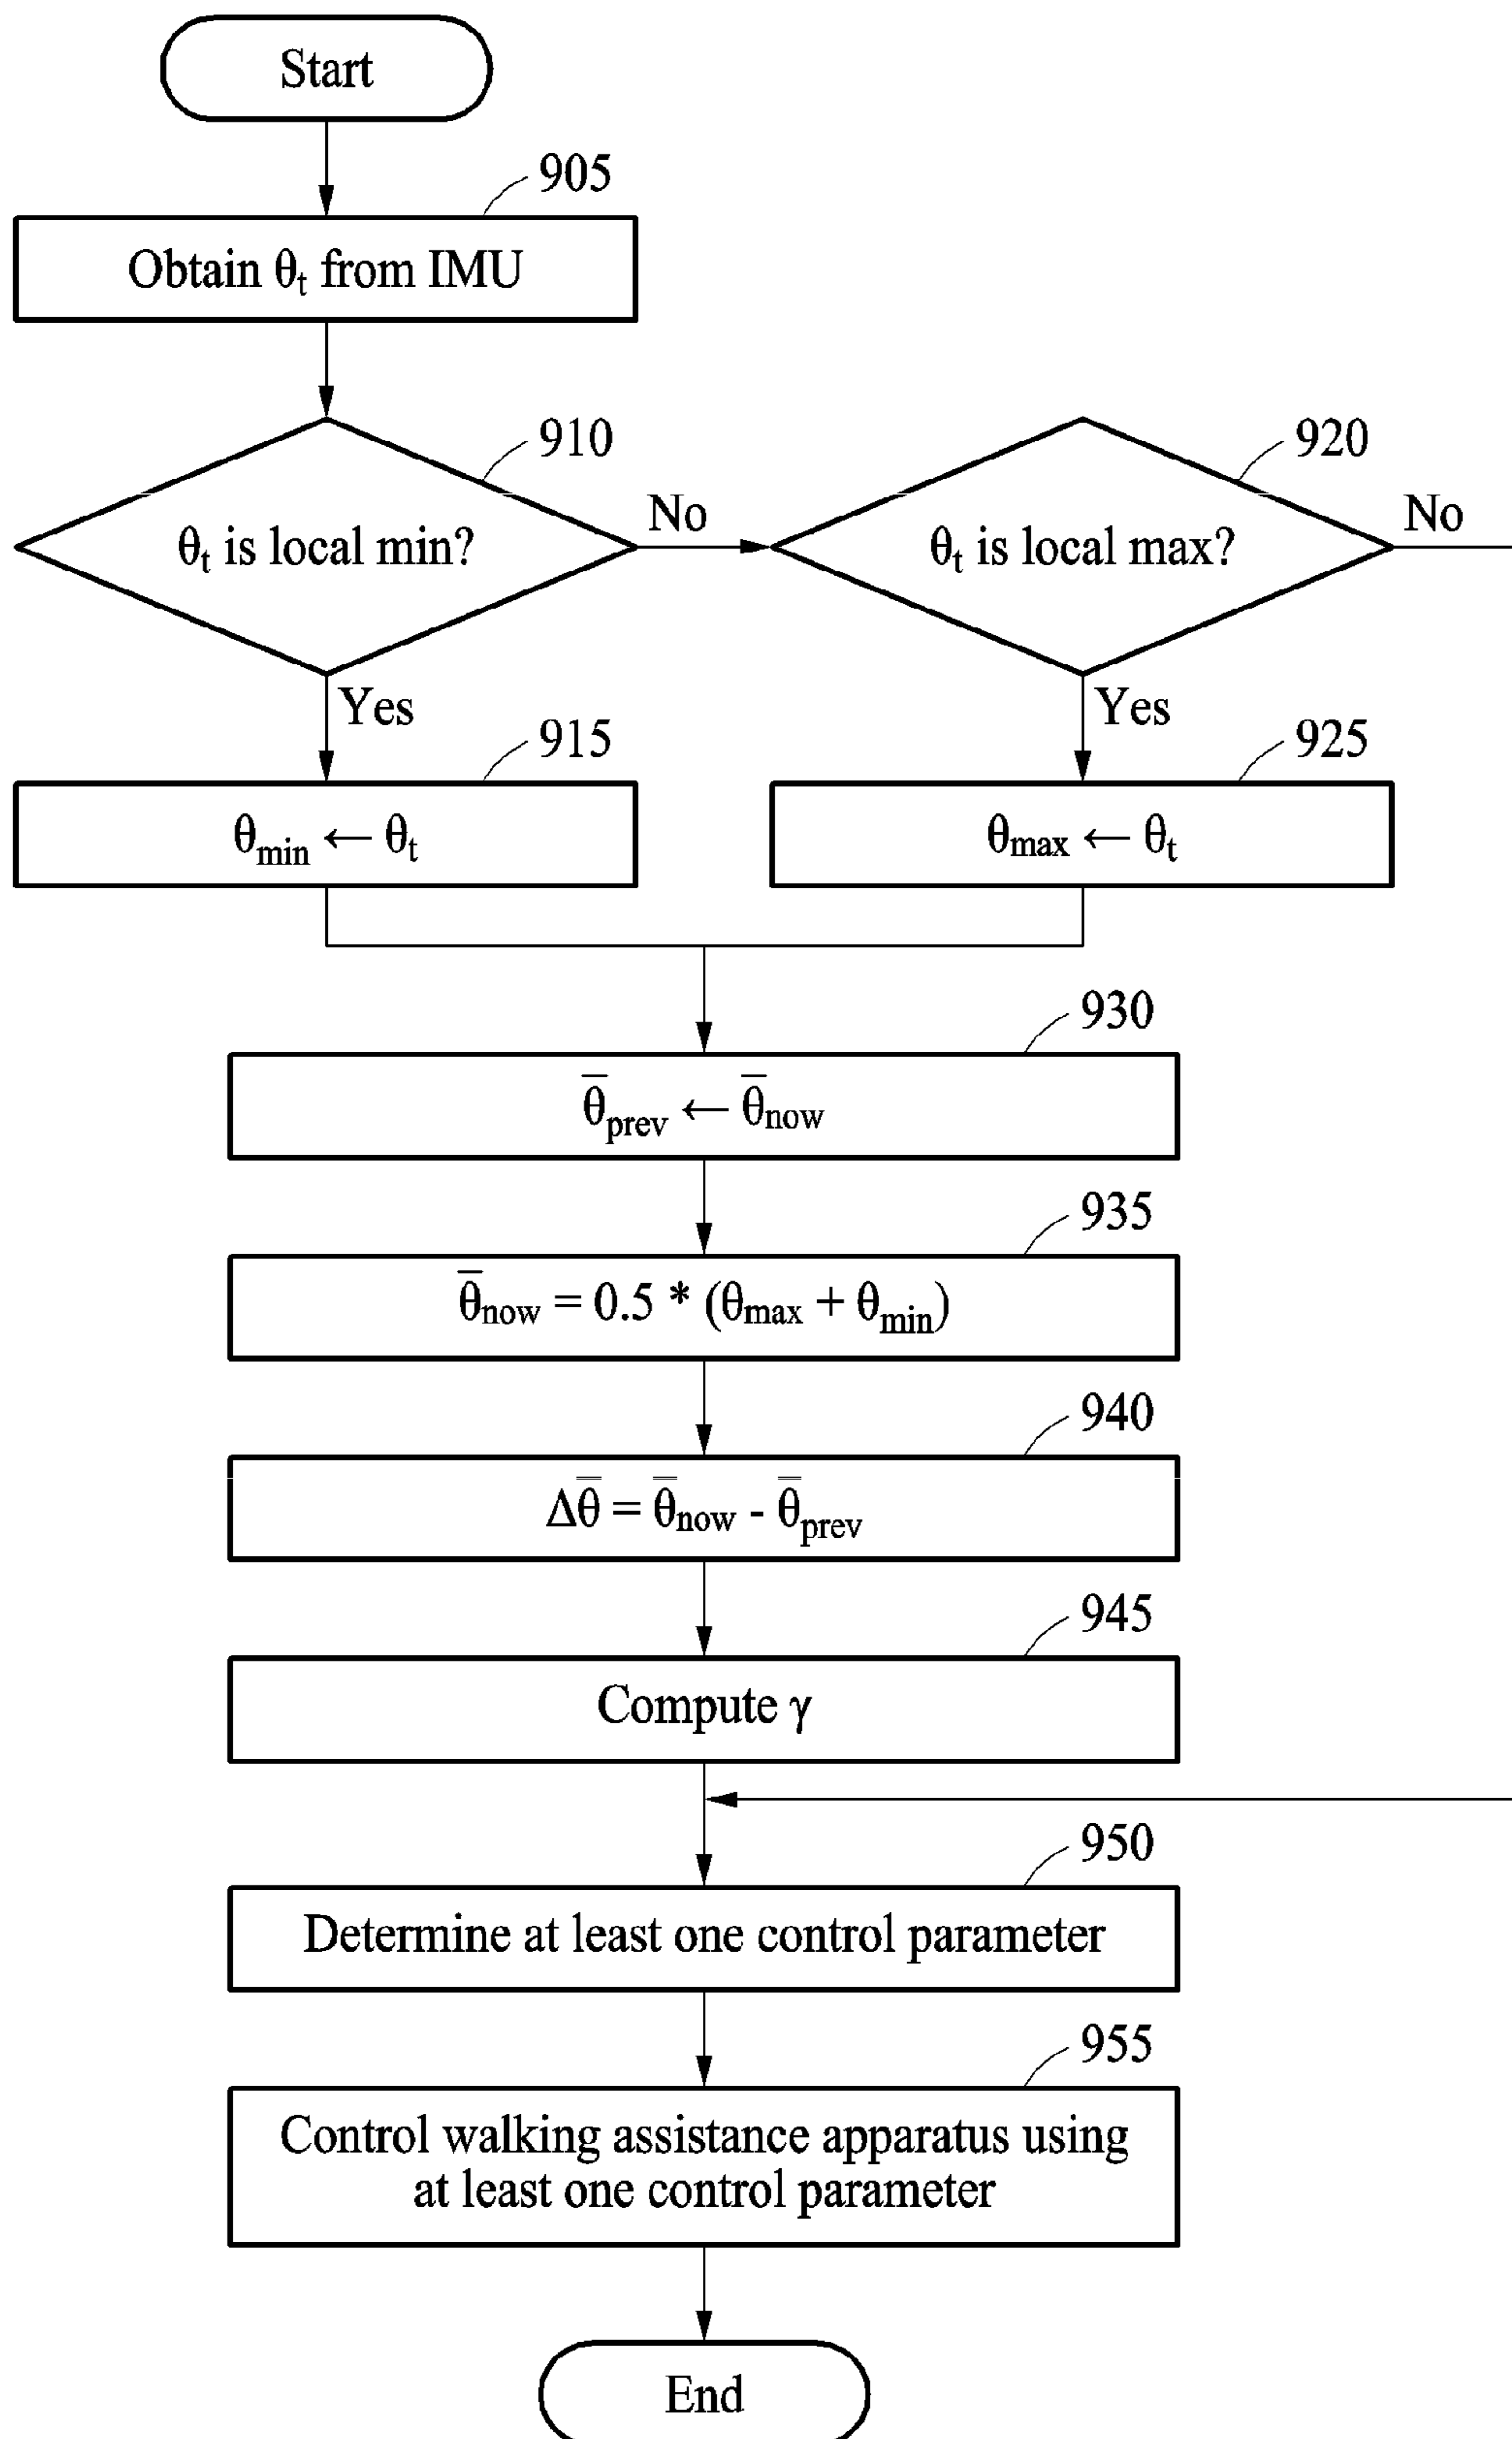 Start
905
Obtain θt from IMU
910
θt is local min?
No
920
θt is local max?
No
Yes
915
θmin ← θt
Yes
925
θmax ← θt
930
θ̅prev ← θ̅now
935
θ̅now = 0.5 * (θmax + θmin)
940
Δθ̅ = θ̅now - θ̅prev
945
Compute γ
950
Determine at least one control parameter
955
Control walking assistance apparatus using
at least one control parameter
End